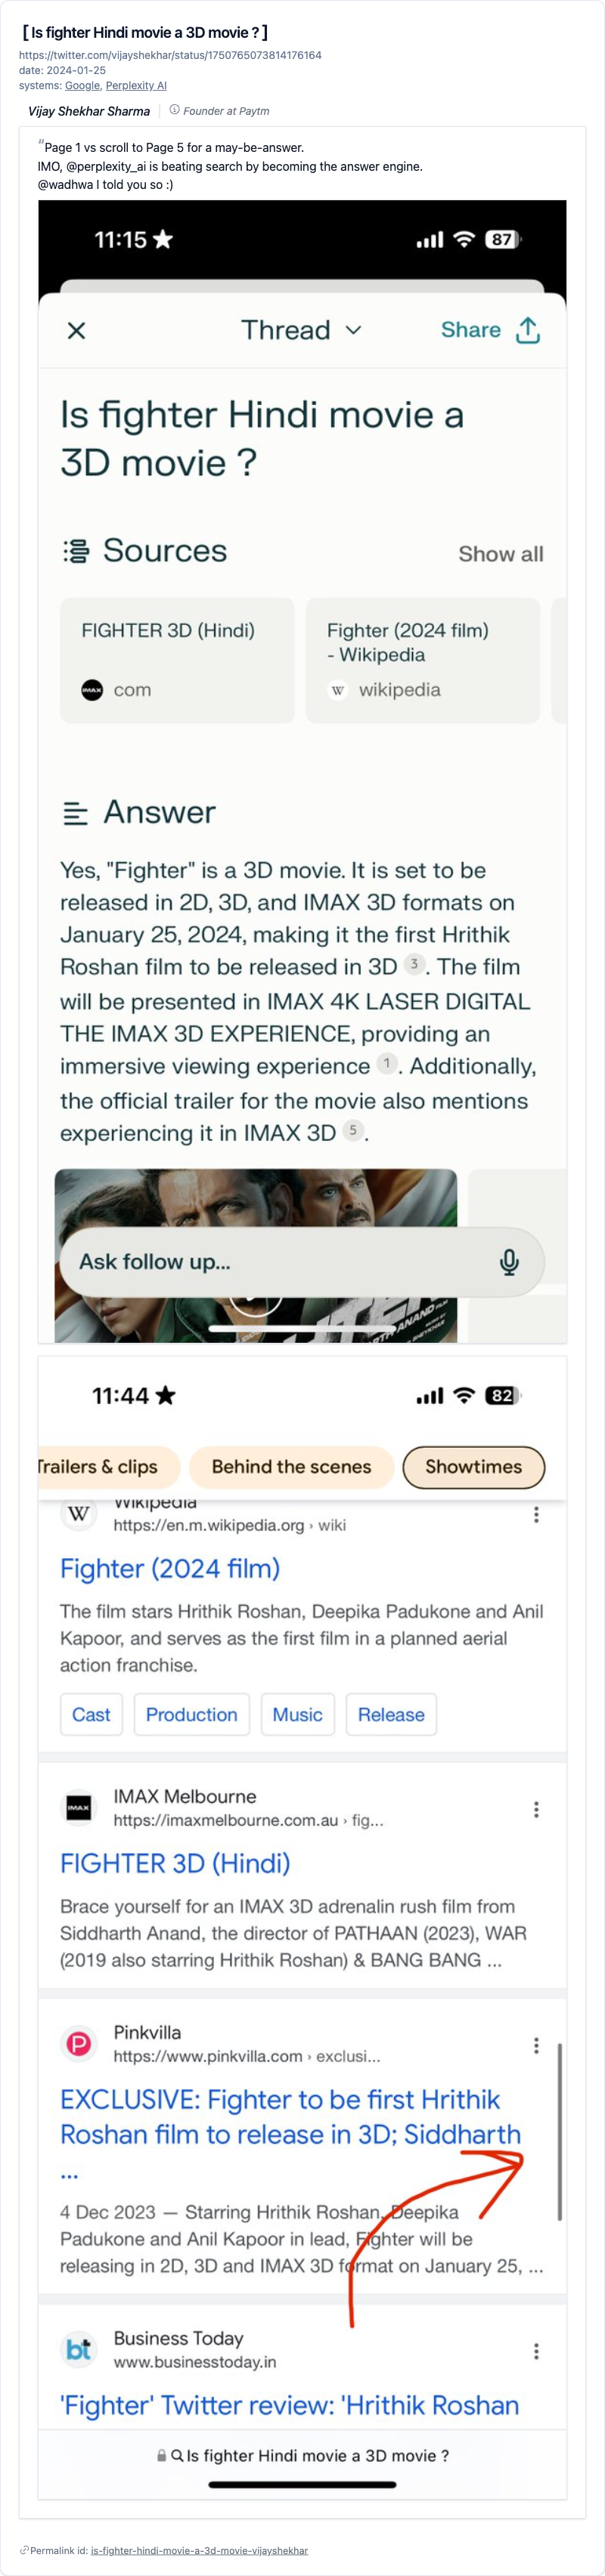 [ Is fighter Hindi movie a 3D movie ? ]
https://twitter.com/vijayshekhar/status/1750765073814176164
date: 2024-01-25
systems: Google, Perplexity AI
Vijay Shekhar Sharma | Founder at Paytm
“Page 1 vs scroll to Page 5 for a may-be-answer.
IMO, @perplexity_ai is beating search by becoming the answer engine.
@wadhwa I told you so :)
11:15 87
Thread Share
Is fighter Hindi movie a
3D movie ?
Sources Show all
FIGHTER 3D (Hindi)
IMAX com
Fighter (2024 film)
- Wikipedia
W wikipedia
Answer
Yes, "Fighter" is a 3D movie. It is set to be
released in 2D, 3D, and IMAX 3D formats on
January 25, 2024, making it the first Hrithik
Roshan film to be released in 3D 3. The film
will be presented in IMAX 4K LASER DIGITAL
THE IMAX 3D EXPERIENCE, providing an
immersive viewing experience 1. Additionally,
the official trailer for the movie also mentions
experiencing it in IMAX 3D 5.
Ask follow up...
ANAND FILM
11:44 82
Trailers & clips Behind the scenes Showtimes
W Wikipedia
https://en.m.wikipedia.org › wiki
Fighter (2024 film)
The film stars Hrithik Roshan, Deepika Padukone and Anil
Kapoor, and serves as the first film in a planned aerial
action franchise.
Cast Production Music Release
IMAX IMAX Melbourne
https://imaxmelbourne.com.au › fig...
FIGHTER 3D (Hindi)
Brace yourself for an IMAX 3D adrenalin rush film from
Siddharth Anand, the director of PATHAAN (2023), WAR
(2019 also starring Hrithik Roshan) & BANG BANG ...
P Pinkvilla
https://www.pinkvilla.com › exclusi...
EXCLUSIVE: Fighter to be first Hrithik
Roshan film to release in 3D; Siddharth
...
4 Dec 2023 — Starring Hrithik Roshan, Deepika
Padukone and Anil Kapoor in lead, Fighter will be
releasing in 2D, 3D and IMAX 3D format on January 25, ...
bt Business Today
www.businesstoday.in
'Fighter' Twitter review: 'Hrithik Roshan
Is fighter Hindi movie a 3D movie ?
Permalink id: is-fighter-hindi-movie-a-3d-movie-vijayshekhar